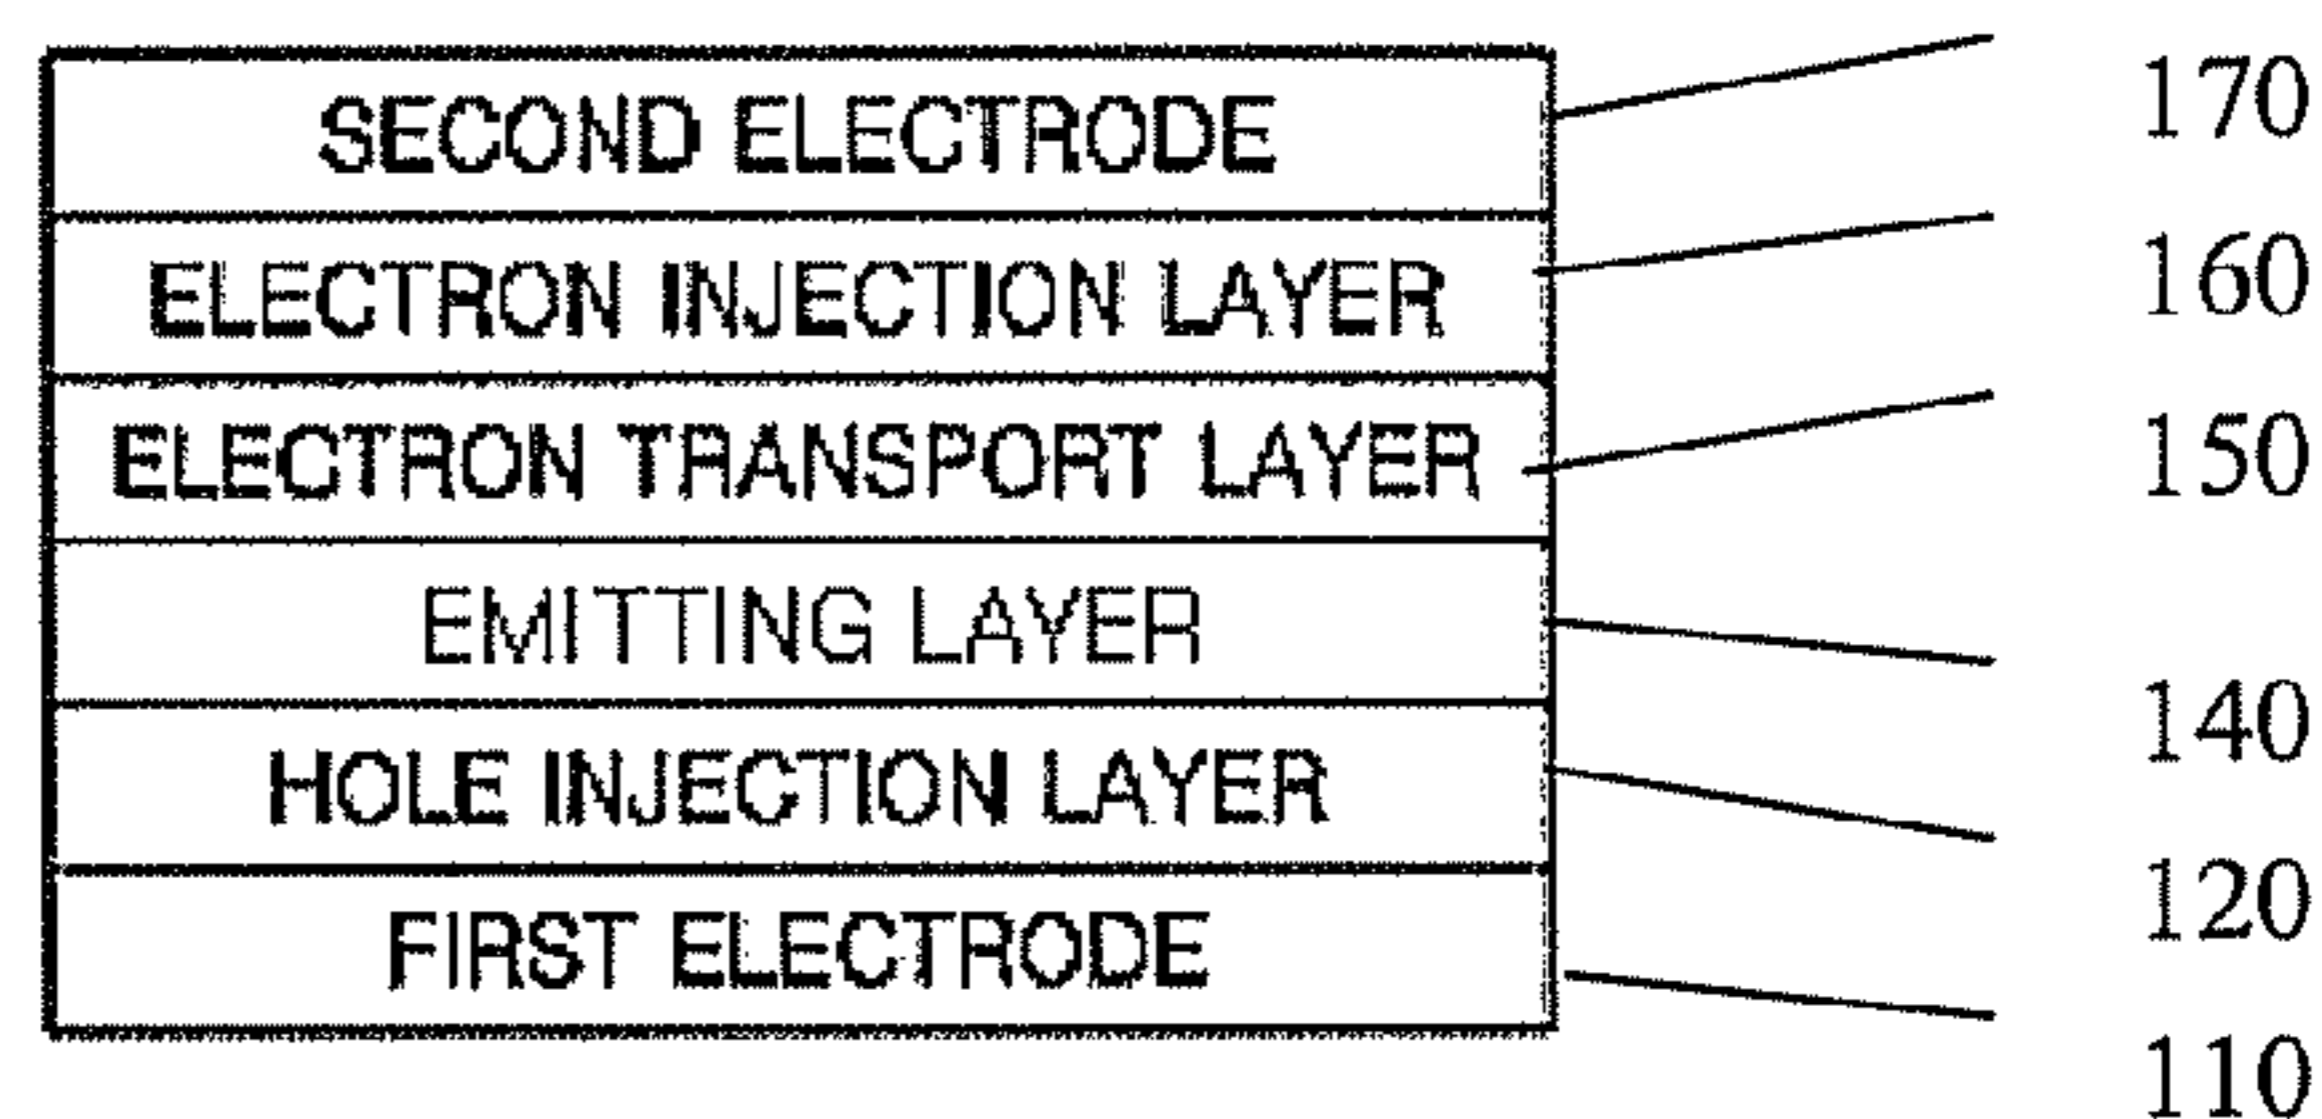 SECOND ELECTRODE 170
ELECTRON INJECTION LAYER 160
ELECTRON TRANSPORT LAYER 150
EMITTING LAYER 140
HOLE INJECTION LAYER 120
FIRST ELECTRODE 110